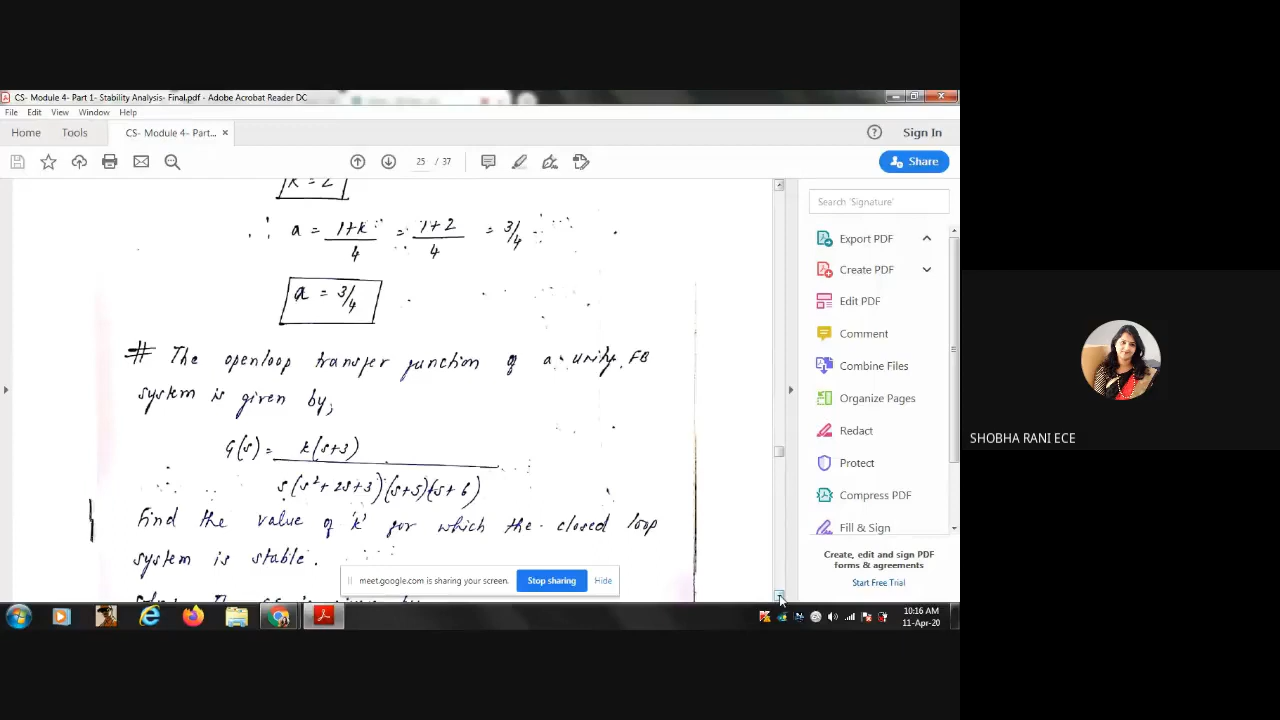 CS- Module 4- Part 1- Stability Analysis- Final.pdf - Adobe Acrobat Reader DC
File Edit View Window Help
Home Tools CS- Module 4- Part... × Sign In
25 / 37 Share
k = 2
∴ a = 1+k / 4 = 1+2 / 4 = 3/4
a = 3/4
# The openloop transfer function of a unity FB
system is given by;
G(s) = k(s+3)
s(s²+2s+3)(s+5)(s+6)
Find the value of 'k' for which the closed loop
system is stable.
Search 'Signature'
Export PDF
Create PDF
Edit PDF
Comment
Combine Files
Organize Pages
Redact
Protect
Compress PDF
Fill & Sign
Create, edit and sign PDF
forms & agreements
Start Free Trial
meet.google.com is sharing your screen. Stop sharing Hide
10:16 AM
11-Apr-20
SHOBHA RANI ECE